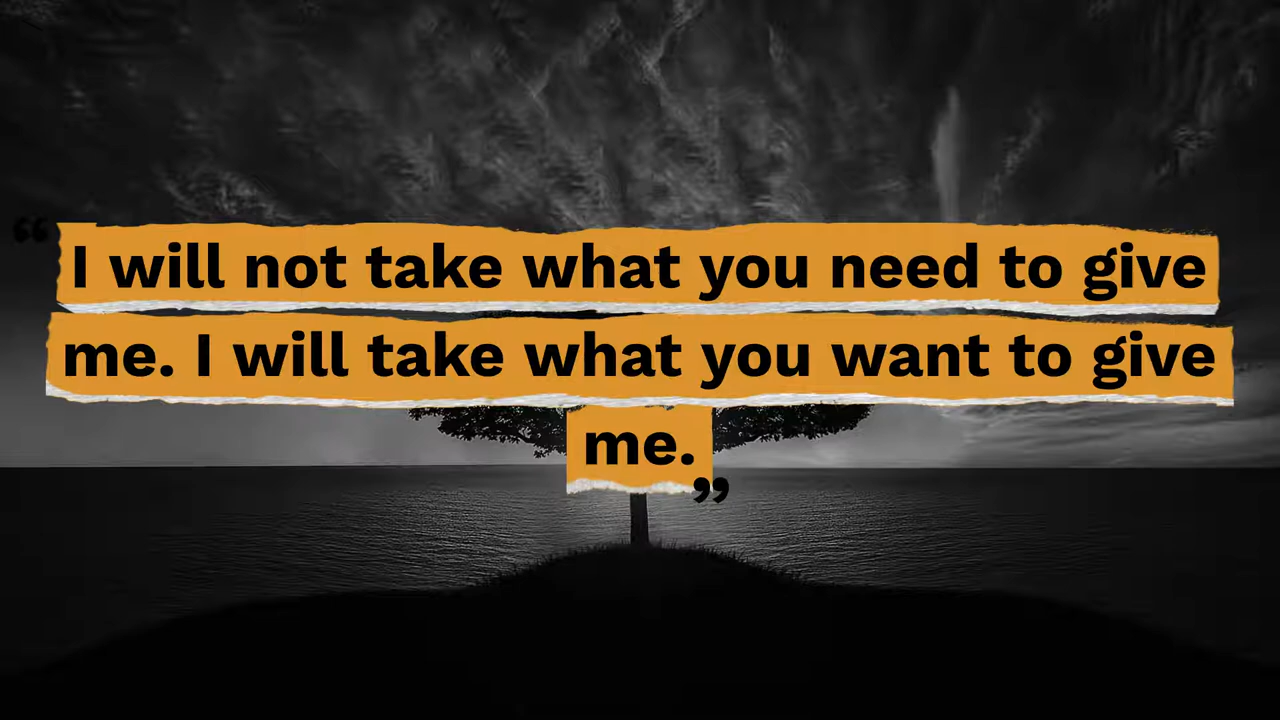 “I will not take what you need to give
me. I will take what you want to give
me.”